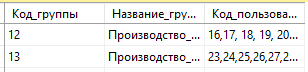 Код_группы Название_гру... Код_пользова...
12 Производство_... 16,17, 18, 19, 20...
13 Производство_... 23,24,25,26,27,2...